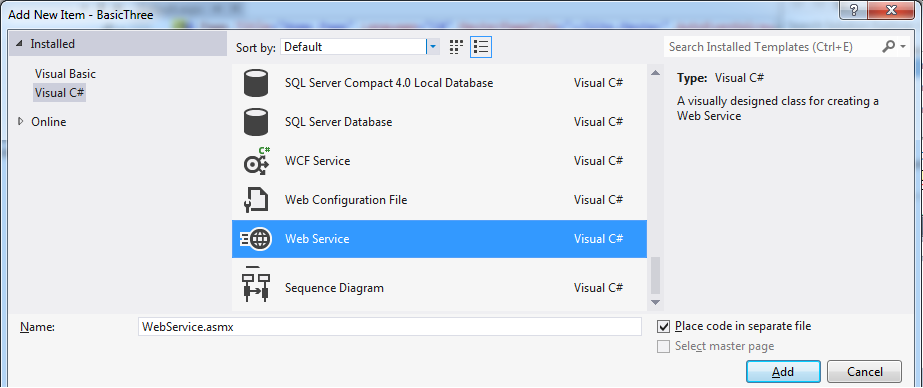 Add New Item - BasicThree
Installed
Sort by: Default
Search Installed Templates (Ctrl+E)
Visual Basic
Visual C#
Online
SQL Server Compact 4.0 Local Database Visual C#
SQL Server Database Visual C#
C#
WCF Service Visual C#
Web Configuration File Visual C#
Web Service Visual C#
Sequence Diagram Visual C#
Type: Visual C#
A visually designed class for creating a
Web Service
Name: WebService.asmx
Place code in separate file
Select master page
Add Cancel